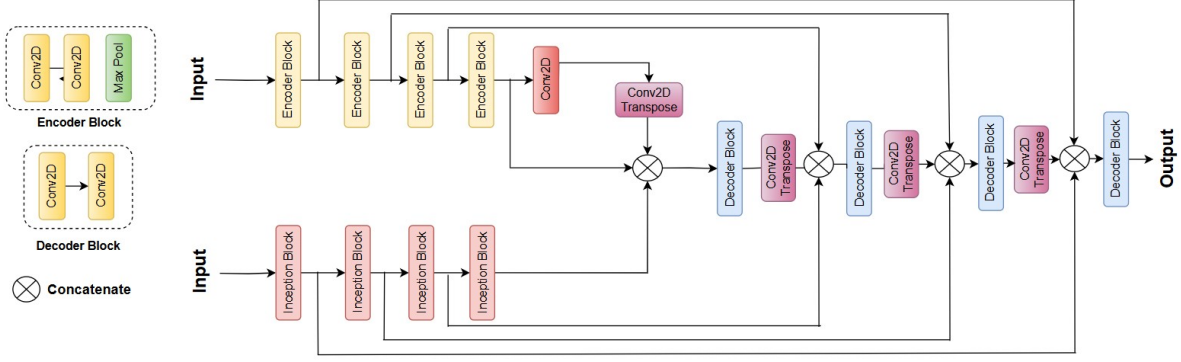 Conv2D
Conv2D
Max Pool
Encoder Block
Conv2D
Conv2D
Decoder Block
Concatenate
Input
Encoder Block
Encoder Block
Encoder Block
Encoder Block
Conv2D
Conv2D
Transpose
Decoder Block
Conv2D
Transpose
Decoder Block
Conv2D
Transpose
Decoder Block
Conv2D
Transpose
Decoder Block
Output
Input
Inception Block
Inception Block
Inception Block
Inception Block